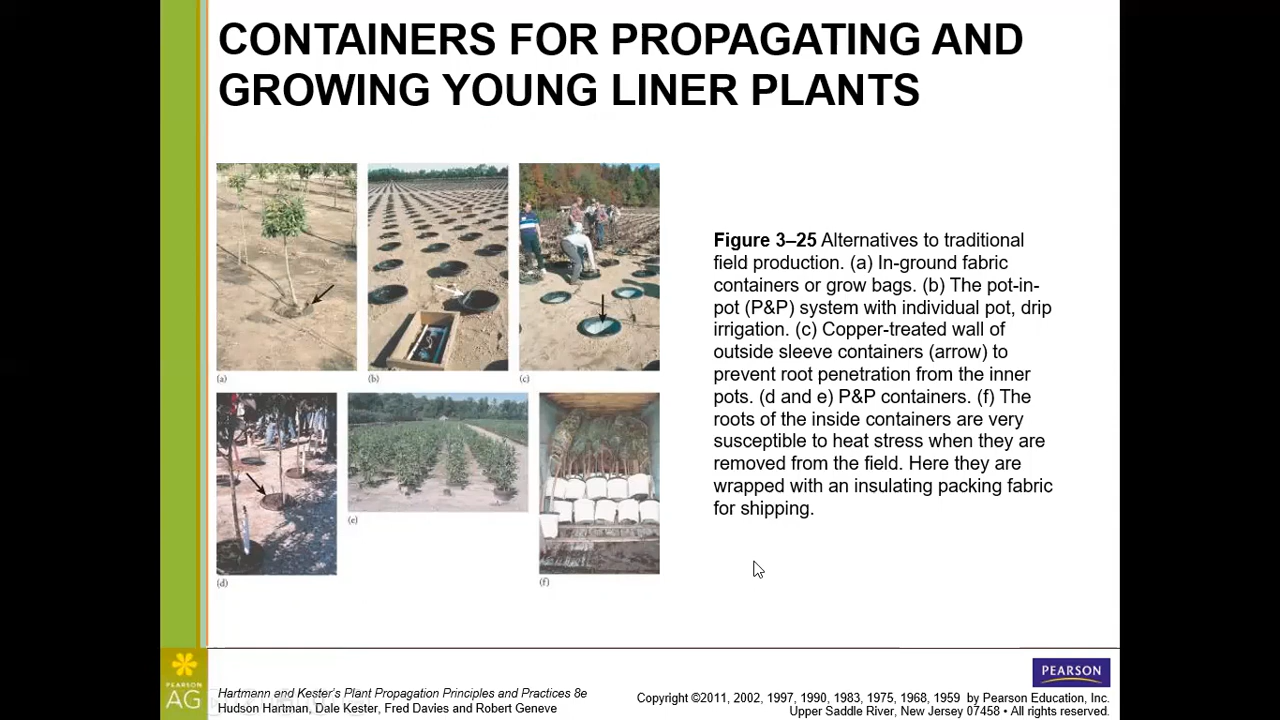 CONTAINERS FOR PROPAGATING AND
GROWING YOUNG LINER PLANTS
(a)
(b)
(c)
(d)
(e)
(f)
Figure 3–25 Alternatives to traditional
field production. (a) In-ground fabric
containers or grow bags. (b) The pot-in-
pot (P&P) system with individual pot, drip
irrigation. (c) Copper-treated wall of
outside sleeve containers (arrow) to
prevent root penetration from the inner
pots. (d and e) P&P containers. (f) The
roots of the inside containers are very
susceptible to heat stress when they are
removed from the field. Here they are
wrapped with an insulating packing fabric
for shipping.
PEARSON
AG
Hartmann and Kester's Plant Propagation Principles and Practices 8e
Hudson Hartman, Dale Kester, Fred Davies and Robert Geneve
PEARSON
Copyright ©2011, 2002, 1997, 1990, 1983, 1975, 1968, 1959 by Pearson Education, Inc.
Upper Saddle River, New Jersey 07458 • All rights reserved.